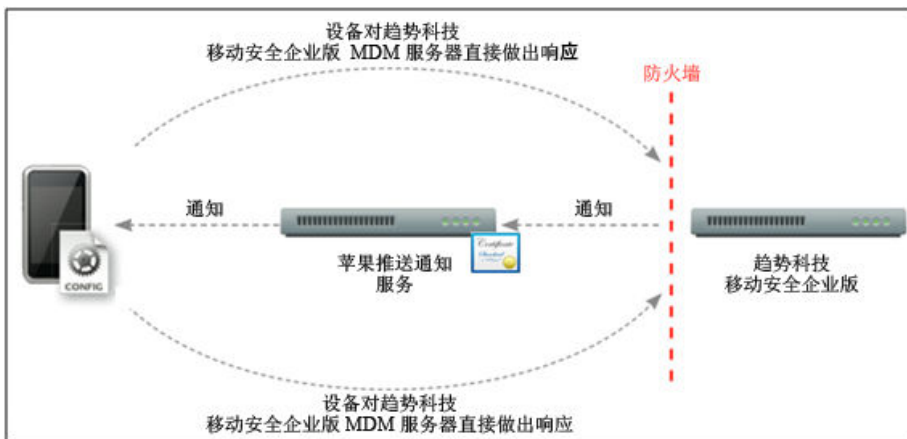 设备对趋势科技
移动安全企业版 MDM 服务器直接做出响应
防火墙
通知
通知
CONFIG
Certificate
Standard
苹果推送通知
服务
趋势科技
移动安全企业版
设备对趋势科技
移动安全企业版 MDM 服务器直接做出响应